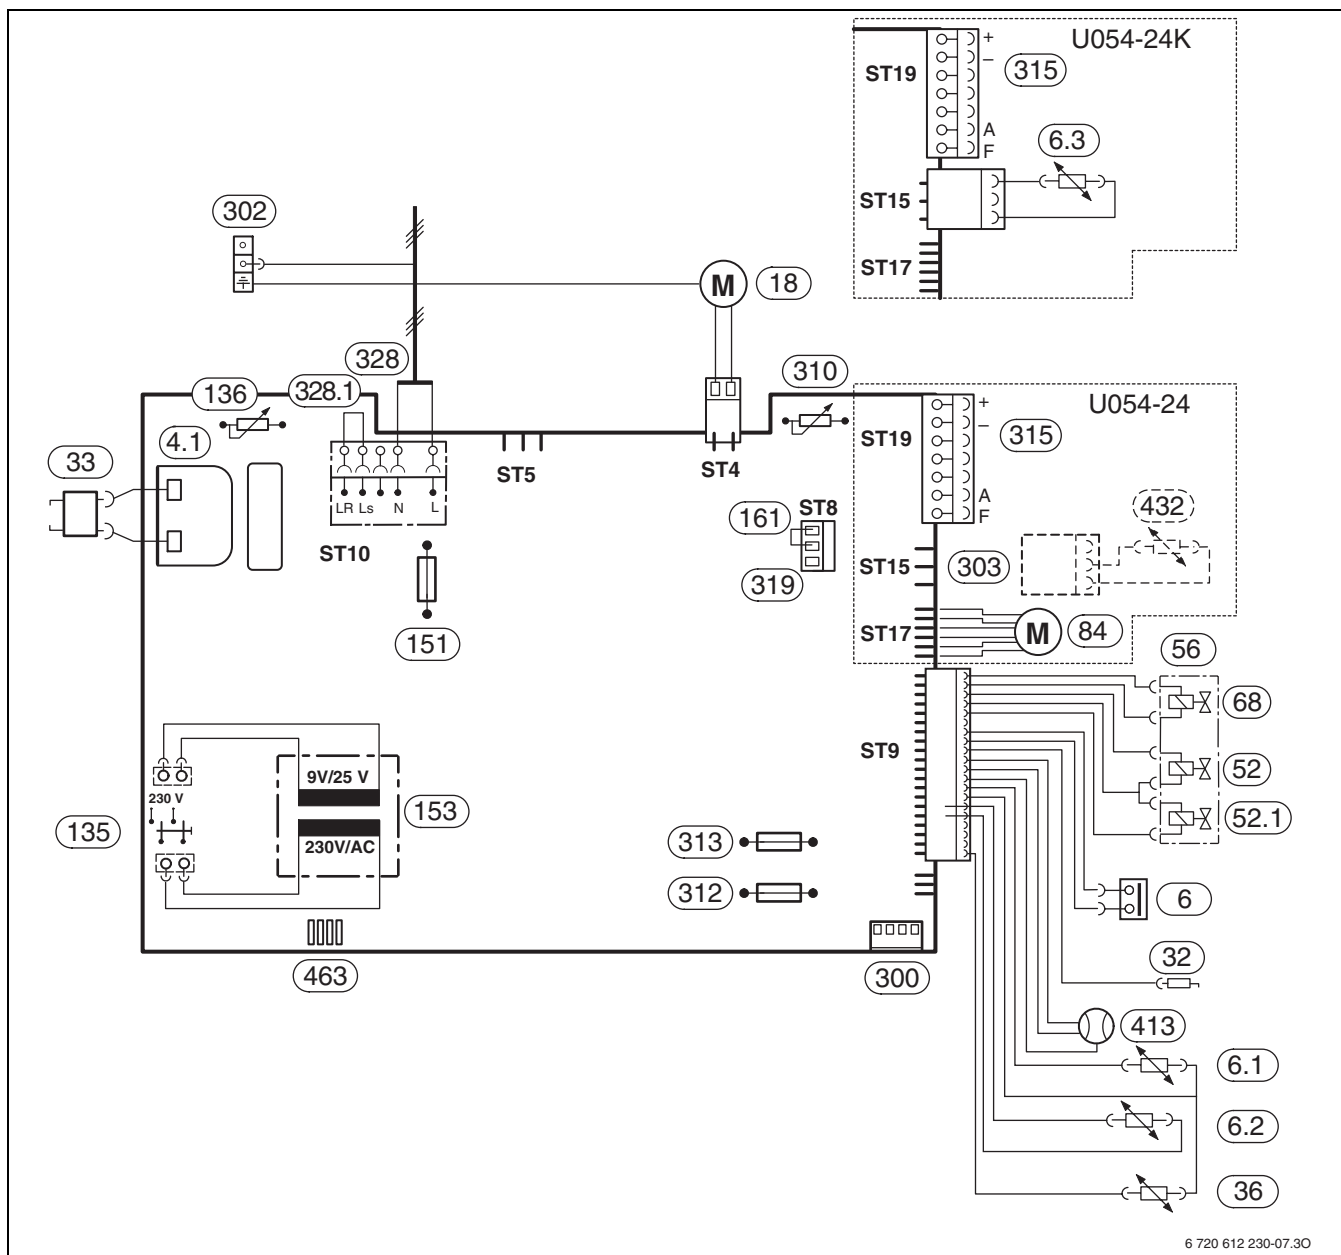 U054-24K
+
–
ST19
315
A
F
6.3
ST15
ST17
302
M
18
328
310
136
328.1
4.1
33
ST5
ST4
LR Ls N L
ST10
151
U054-24
+
–
ST19
315
A
F
161
ST8
319
432
ST15
303
ST17
M
84
56
68
ST9
52
52.1
9V/25 V
230 V
153
135
230V/AC
313
312
6
463
300
32
413
6.1
6.2
36
6 720 612 230-07.3O